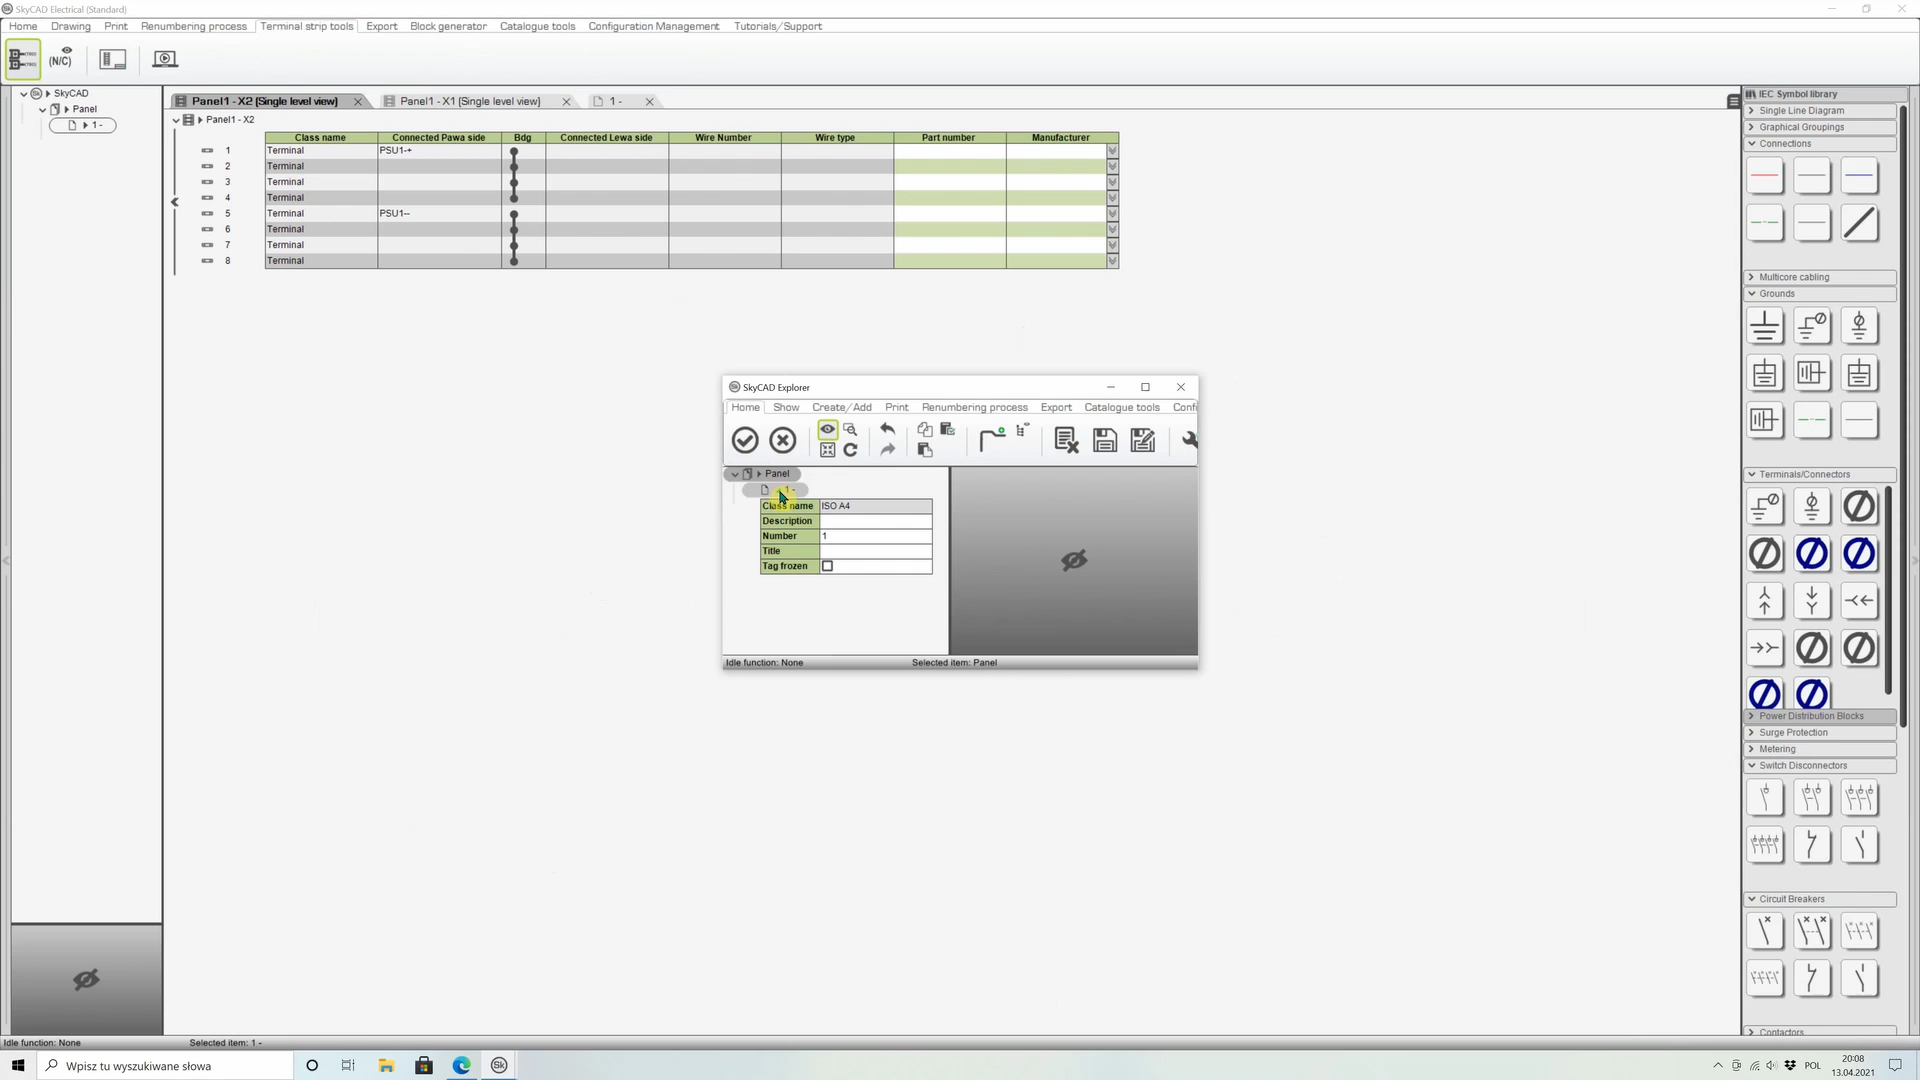 SkyCAD Electrical (Standard)
Home Drawing Print Renumbering process Terminal strip tools Export Block generator Catalogue tools Configuration Management Tutorials/Support
(N/C)
SkyCAD
Panel
1 -
Panel1 - X2 (Single level view) Panel1 - X1 (Single level view) 1 -
Panel1 - X2
Class name Connected Pawa side Bdg Connected Lewa side Wire Number Wire type Part number Manufacturer
1 Terminal PSU1-+
2 Terminal
3 Terminal
4 Terminal
5 Terminal PSU1--
6 Terminal
7 Terminal
8 Terminal
SkyCAD Explorer
Home Show Create/Add Print Renumbering process Export Catalogue tools Confi
Panel
1 -
Class name ISO A4
Description
Number 1
Title
Tag frozen
Idle function: None Selected item: Panel
IEC Symbol library
Single Line Diagram
Graphical Groupings
Connections
Multicore cabling
Grounds
Terminals/Connectors
Power Distribution Blocks
Surge Protection
Metering
Switch Disconnectors
Circuit Breakers
Contactors
Idle function: None Selected item: 1 -
Wpisz tu wyszukiwane słowa
Sk
POL
20:08
13.04.2021